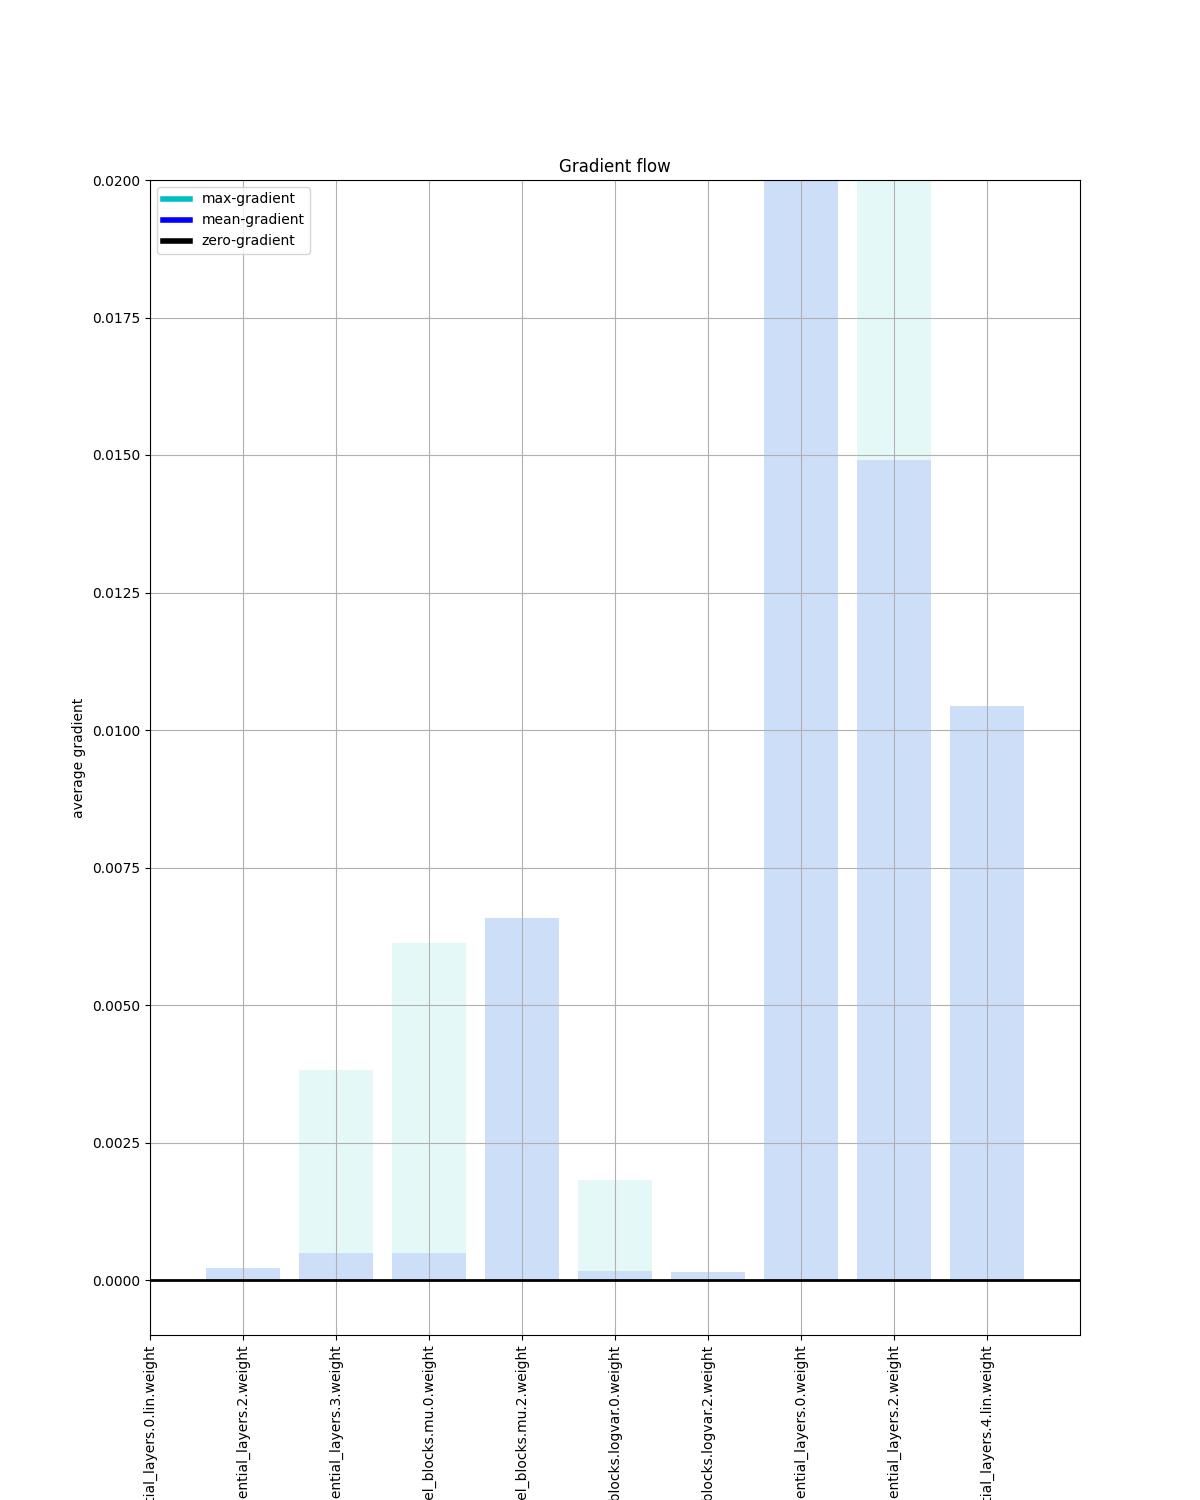 Gradient flow
max-gradient
mean-gradient
zero-gradient
0.0200
0.0175
0.0150
0.0125
0.0100
0.0075
0.0050
0.0025
0.0000
average gradient
tial_layers.0.lin.weight
ential_layers.2.weight
ential_layers.3.weight
el_blocks.mu.0.weight
el_blocks.mu.2.weight
blocks.logvar.0.weight
blocks.logvar.2.weight
ential_layers.0.weight
ential_layers.2.weight
tial_layers.4.lin.weight